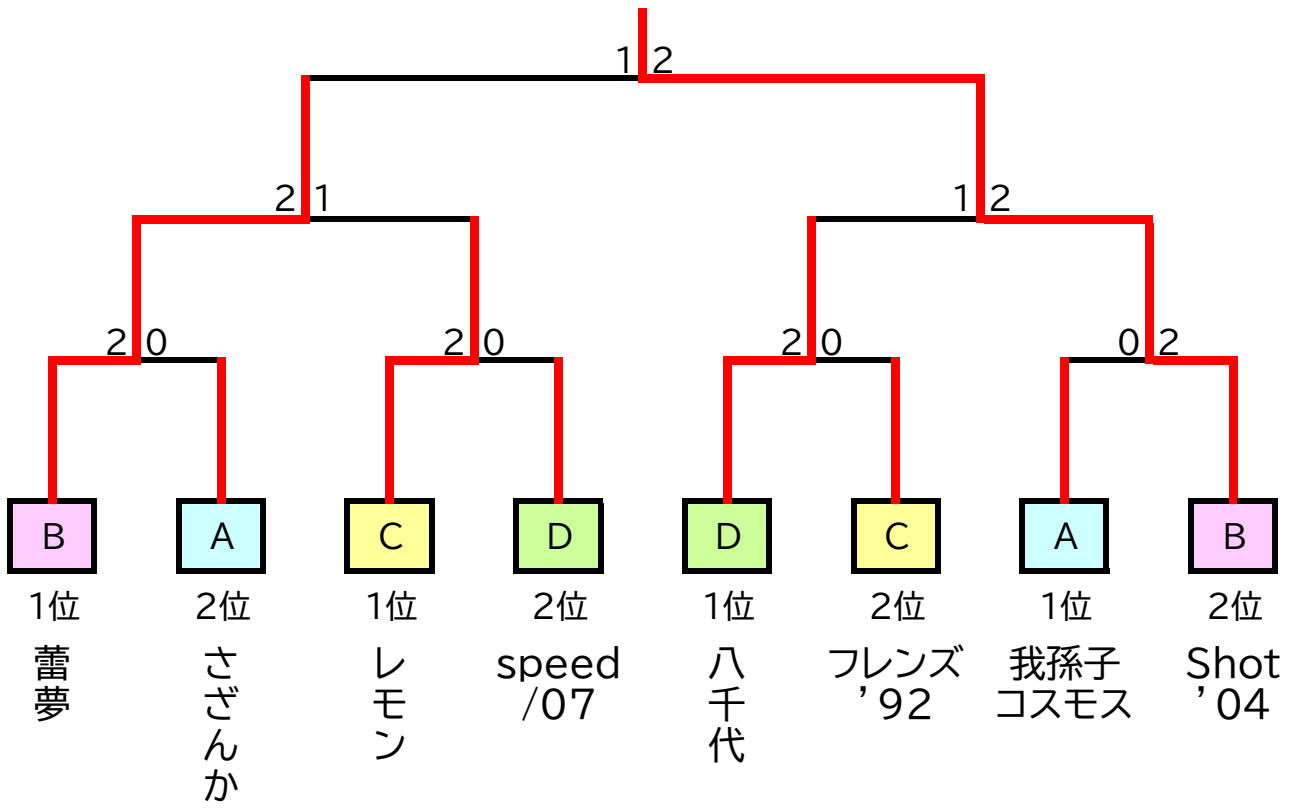 1 2
2 1
1 2
2 0
2 0
2 0
0 2
B
A
C
D
D
C
A
B
1位
2位
1位
2位
1位
2位
1位
2位
蕾夢
さざんか
レモン
speed
/07
八千代
フレンズ
’92
我孫子
コスモス
Shot
’04